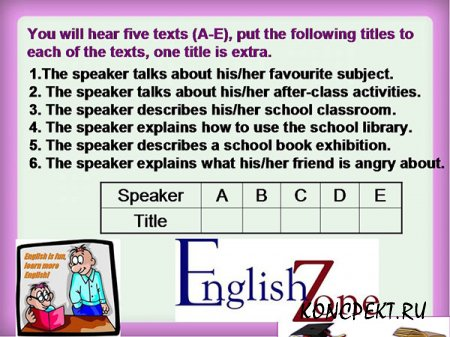 You will hear five texts (A-E), put the following titles to
each of the texts, one title is extra.
1.The speaker talks about his/her favourite subject.
2. The speaker talks about his/her after-class activities.
3. The speaker describes his/her school classroom.
4. The speaker explains how to use the school library.
5. The speaker describes a school book exhibition.
6. The speaker explains what his/her friend is angry about.
Speaker A B C D E
Title
English is fun,
learn more
English!
English Zone
KONCPEKT.RU